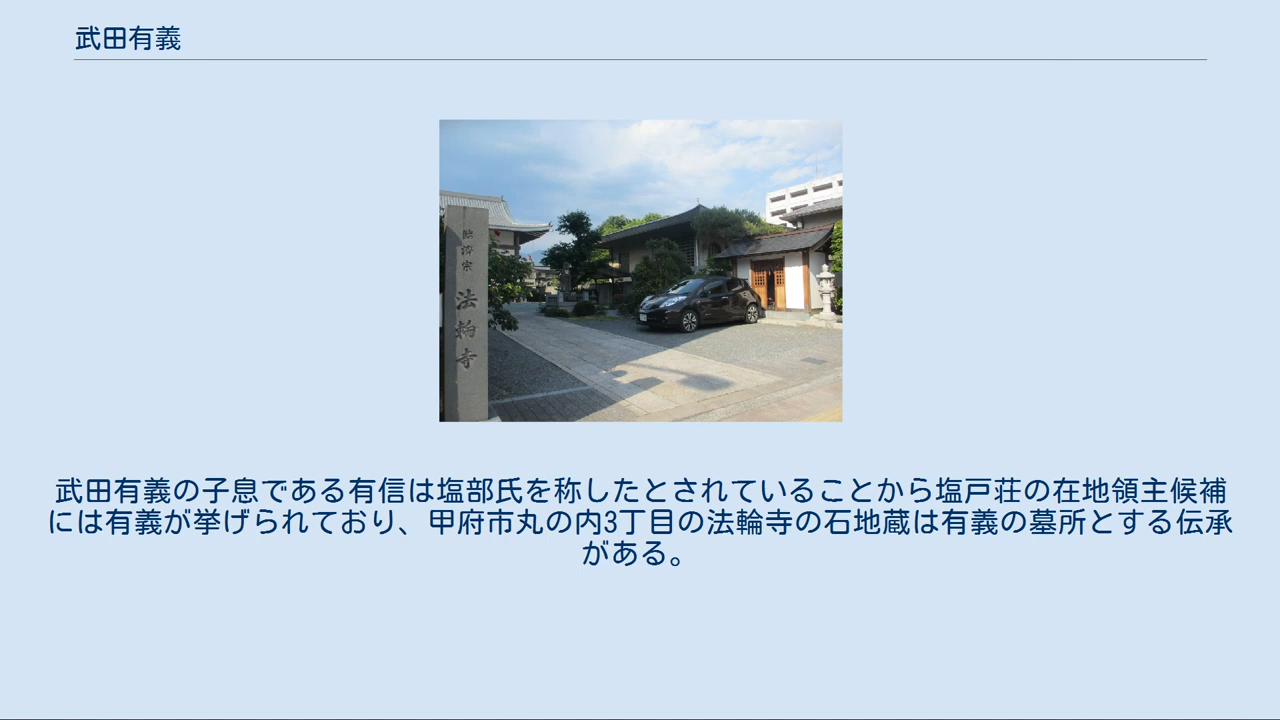 武田有義
臨済宗
法輪寺
武田有義の子息である有信は塩部氏を称したとされていることから塩戸荘の在地領主候補
には有義が挙げられており、甲府市丸の内3丁目の法輪寺の石地蔵は有義の墓所とする伝承
がある。